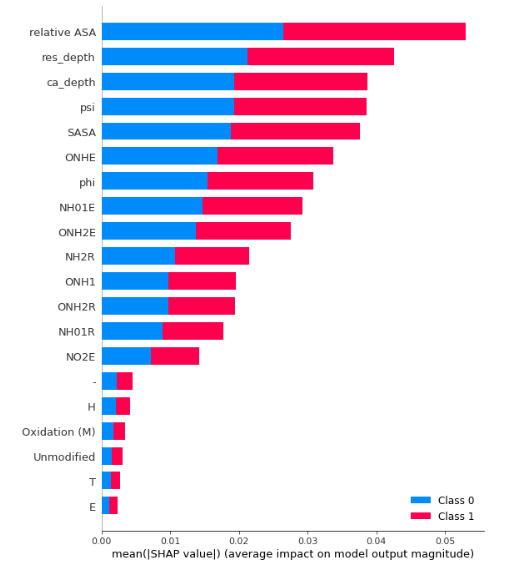 relative ASA
res_depth
ca_depth
psi
SASA
ONHE
phi
NH01E
ONH2E
NH2R
ONH1
ONH2R
NH01R
NO2E
-
H
Oxidation (M)
Unmodified
T
E
Class 0
Class 1
0.00 0.01 0.02 0.03 0.04 0.05
mean(|SHAP value|) (average impact on model output magnitude)